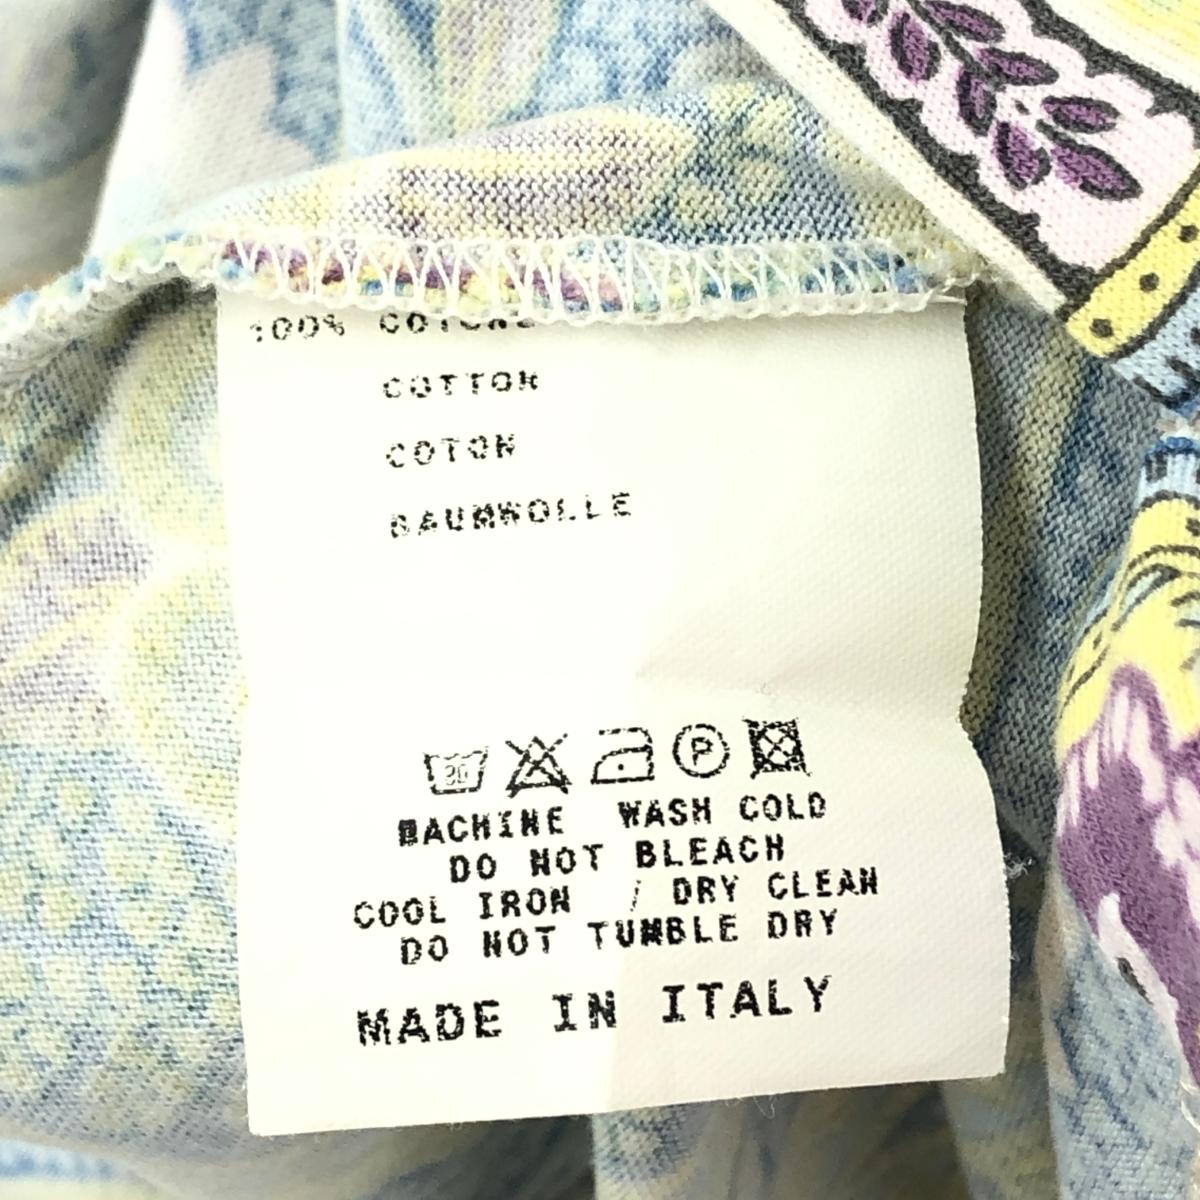 100% COTONE
COTTON
COTON
BAUMWOLLE
30 P
MACHINE WASH COLD
DO NOT BLEACH
COOL IRON / DRY CLEAN
DO NOT TUMBLE DRY
MADE IN ITALY